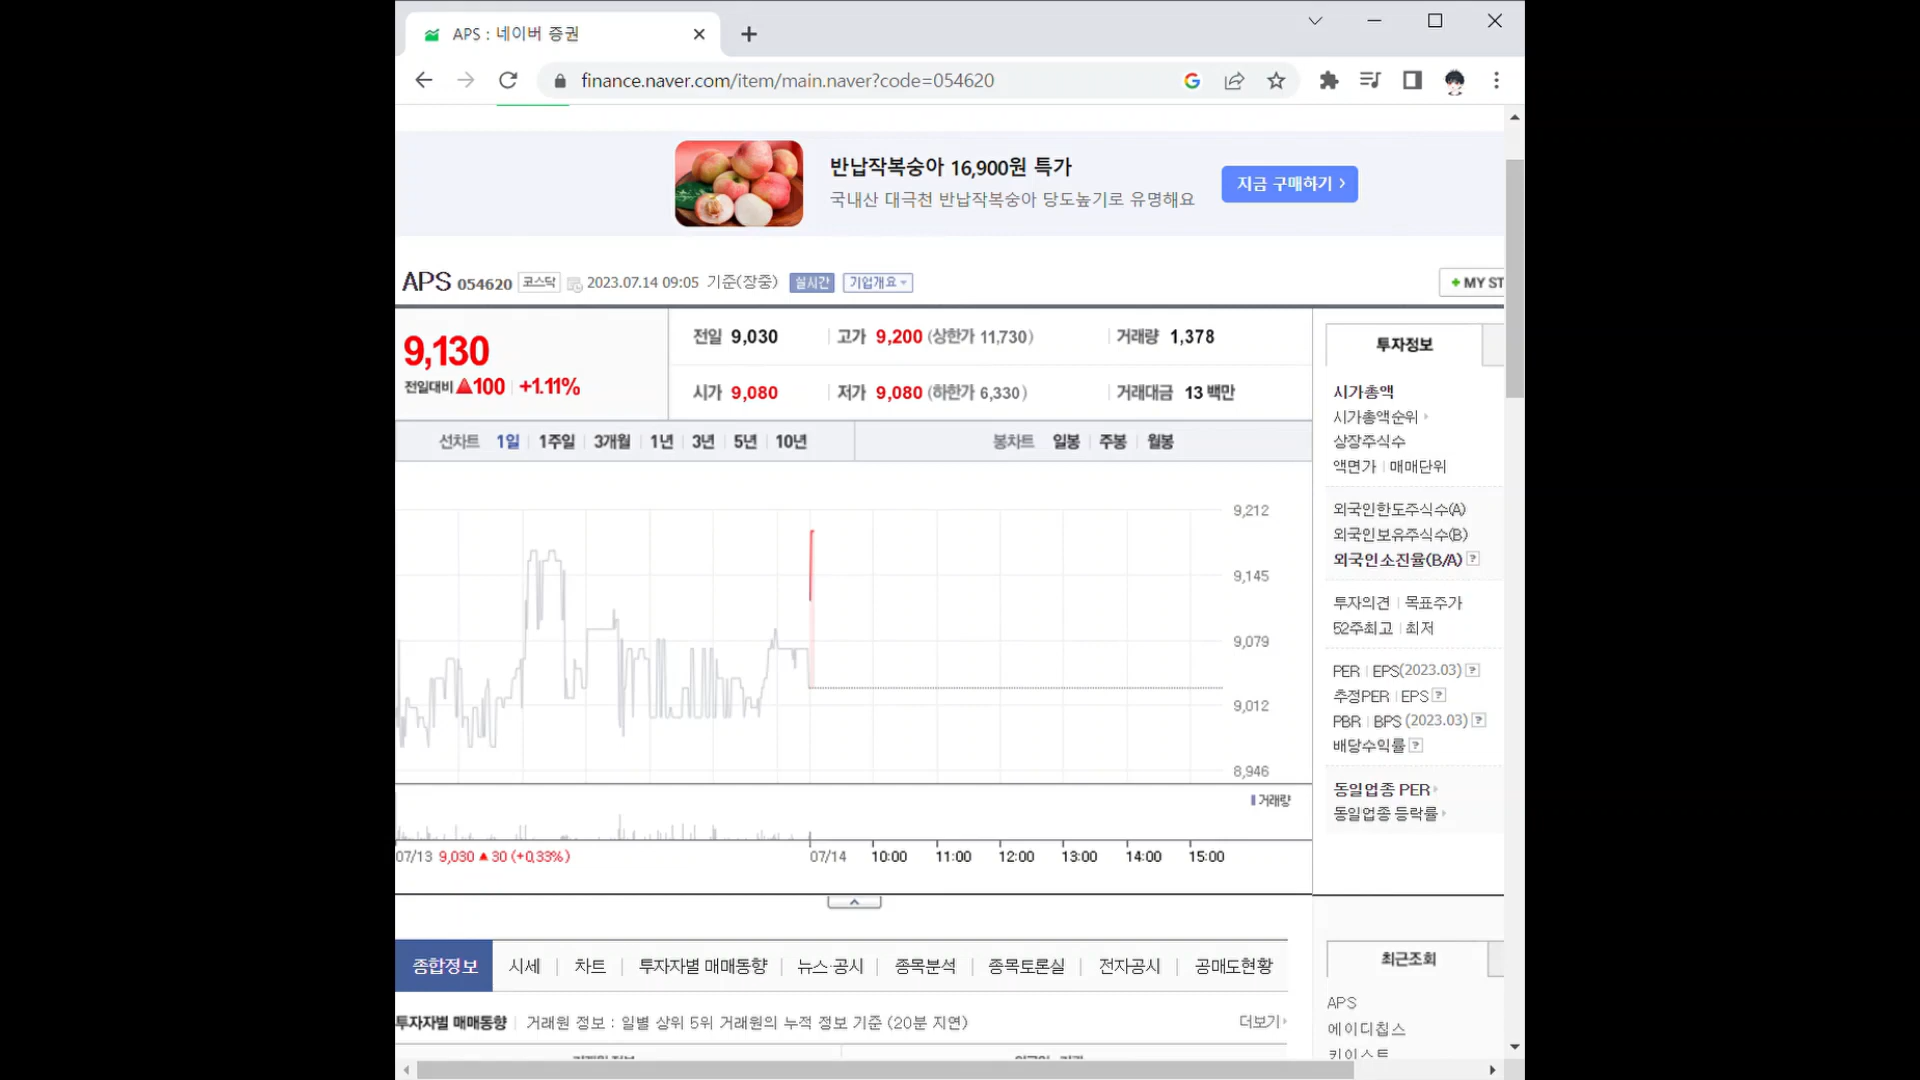 APS : 네이버 증권
finance.naver.com/item/main.naver?code=054620
반납작복숭아 16,900원 특가
국내산 대극천 반납작복숭아 당도높기로 유명해요
지금 구매하기 ›
APS 054620 코스닥 2023.07.14 09:05 기준(장중) 실시간 기업개요
+ MY ST
9,130
전일대비 ▲100 +1.11%
전일 9,030 고가 9,200 (상한가 11,730) 거래량 1,378
시가 9,080 저가 9,080 (하한가 6,330) 거래대금 13 백만
선차트 1일 1주일 3개월 1년 3년 5년 10년 봉차트 일봉 주봉 월봉
9,212
9,145
9,079
9,012
8,946
거래량
07/13 9,030 ▲ 30 (+0.33%) 07/14 10:00 11:00 12:00 13:00 14:00 15:00
투자정보
시가총액
시가총액순위
상장주식수
액면가 | 매매단위
외국인한도주식수(A)
외국인보유주식수(B)
외국인소진율(B/A) ?
투자의견 | 목표주가
52주최고 | 최저
PER | EPS(2023.03) ?
추정PER | EPS ?
PBR | BPS (2023.03) ?
배당수익률 ?
동일업종 PER
동일업종 등락률
종합정보 시세 차트 투자자별 매매동향 뉴스·공시 종목분석 종목토론실 전자공시 공매도현황
투자자별 매매동향 거래원 정보 : 일별 상위 5위 거래원의 누적 정보 기준 (20분 지연) 더보기
최근조회
APS
에이디칩스
키이스트